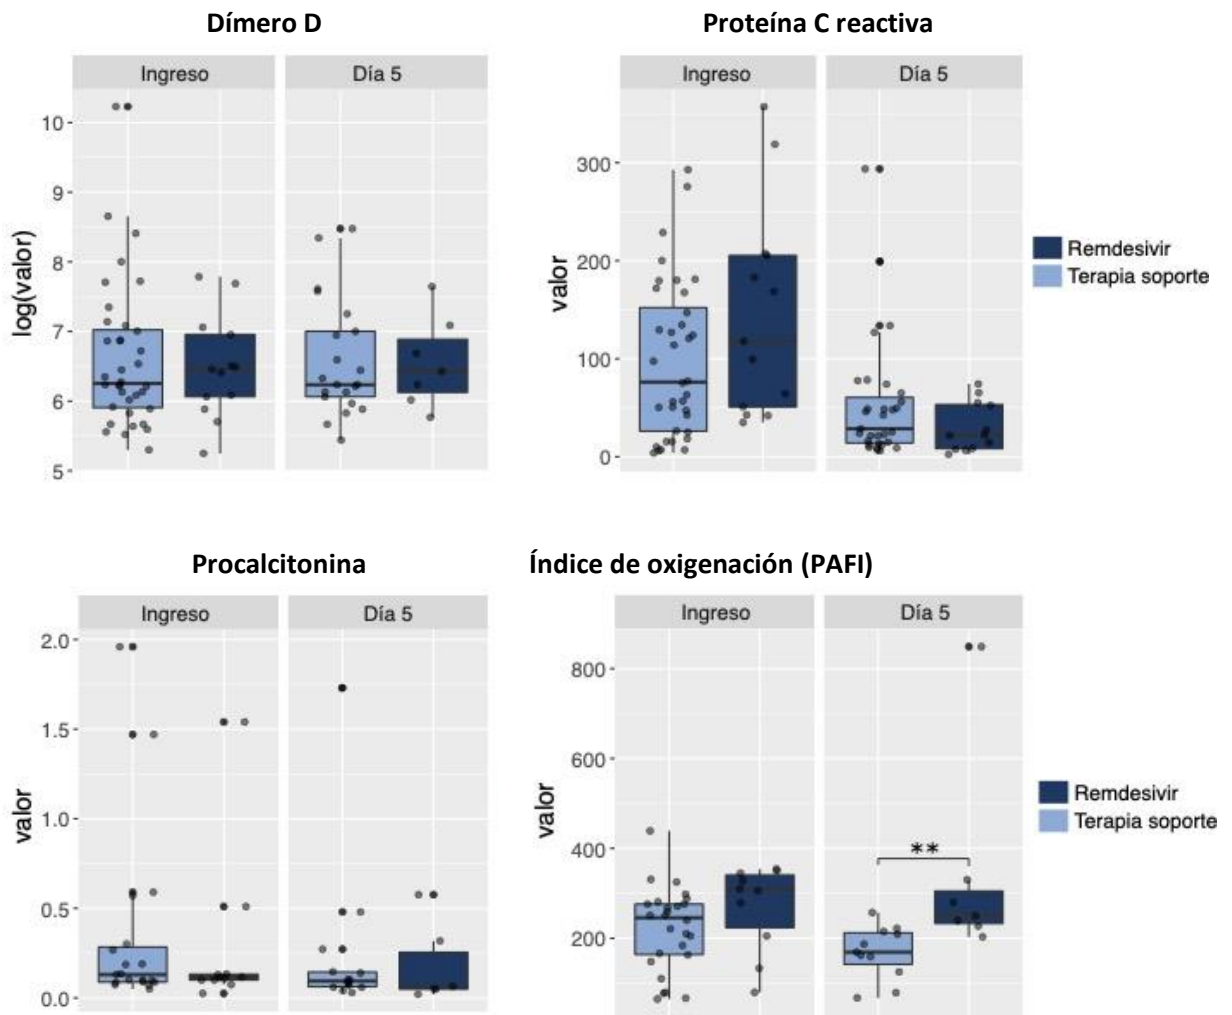 Dímero D
Proteína C reactiva
Ingreso
Día 5
10
9
8
7
6
5
log(valor)
Ingreso
Día 5
300
200
100
0
valor
Remdesivir
Terapia soporte
Procalcitonina
Índice de oxigenación (PAFI)
Ingreso
Día 5
2.0
1.5
1.0
0.5
0.0
valor
Ingreso
Día 5
800
600
400
200
valor
**
Remdesivir
Terapia soporte